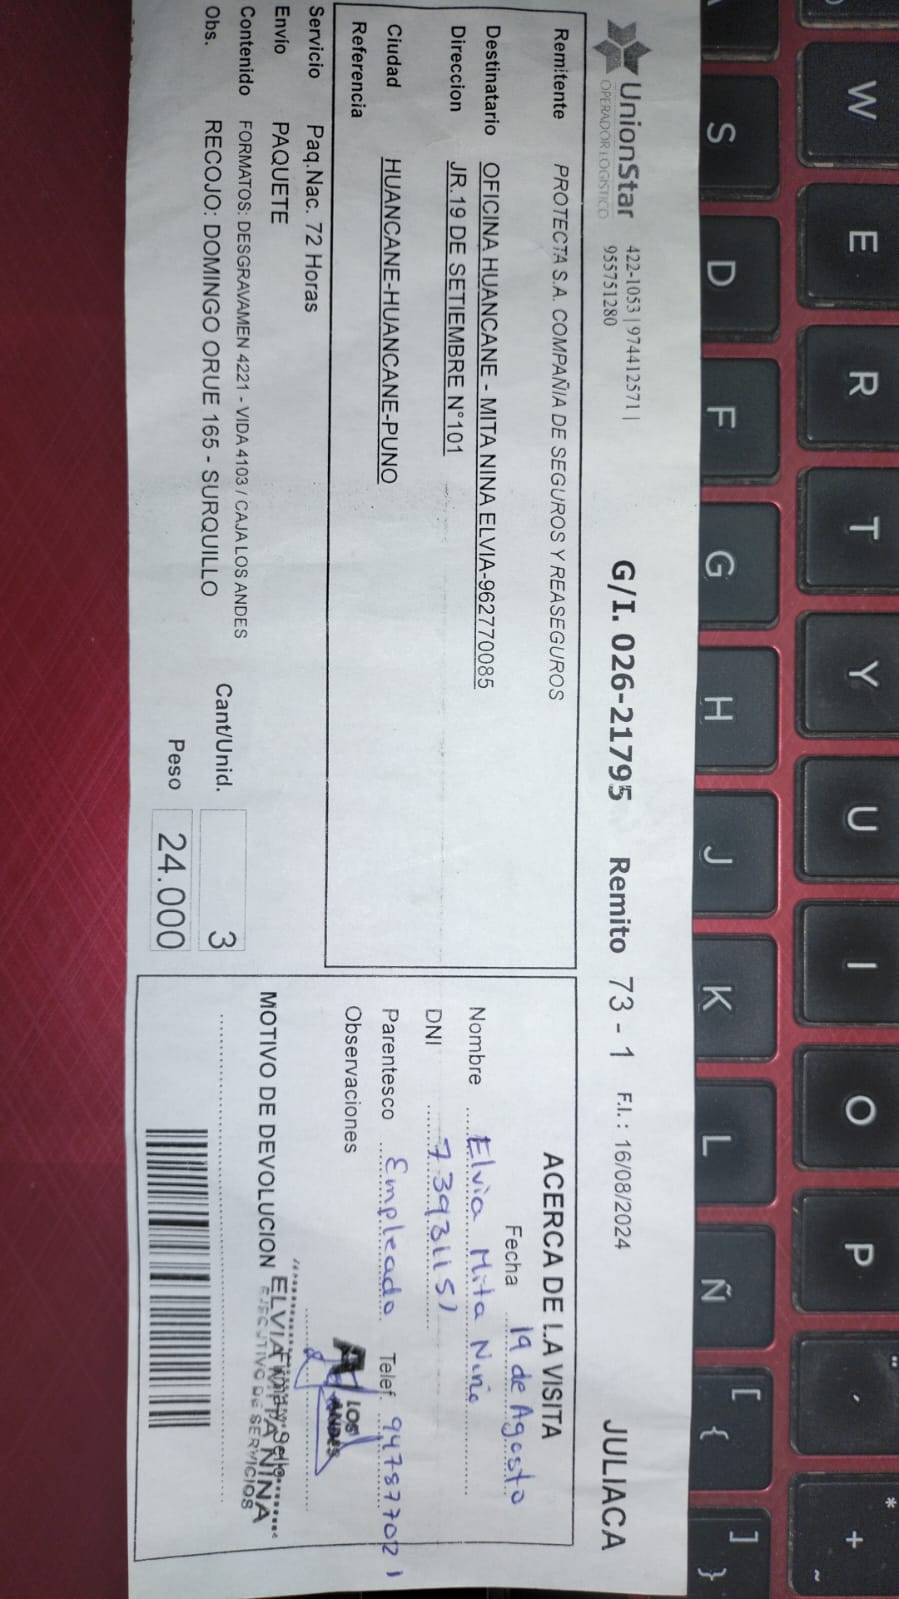 UnionStar
OPERADOR LOGISTICO
422-1053 | 974412571 |
955751280
G/I. 026-21795 Remito 73 - 1 F.I.: 16/08/2024 JULIACA
Remitente PROTECTA S.A. COMPAÑIA DE SEGUROS Y REASEGUROS
Destinatario OFICINA HUANCANE - MITA NINA ELVIA-962770085
Direccion JR.19 DE SETIEMBRE N°101
Ciudad HUANCANE-HUANCANE-PUNO
Referencia
Servicio Paq.Nac. 72 Horas
Envio PAQUETE
Contenido FORMATOS: DESGRAVAMEN 4221 - VIDA 4103 / CAJA LOS ANDES
Obs. RECOJO: DOMINGO ORUE 165 - SURQUILLO
Cant/Unid. 3
Peso 24.000
ACERCA DE LA VISITA
Fecha 19 de Agosto
Nombre Elvia Mita Nina
DNI 73931151
Parentesco Empleada Telef. 947877012
Observaciones
LOS
ANDES
Firma y Sello
ELVIA MITA NINA
EJECUTIVO DE SERVICIOS
MOTIVO DE DEVOLUCION
W E R T Y U I O P
S D F G H J K L Ñ [ { ] }
* + ~